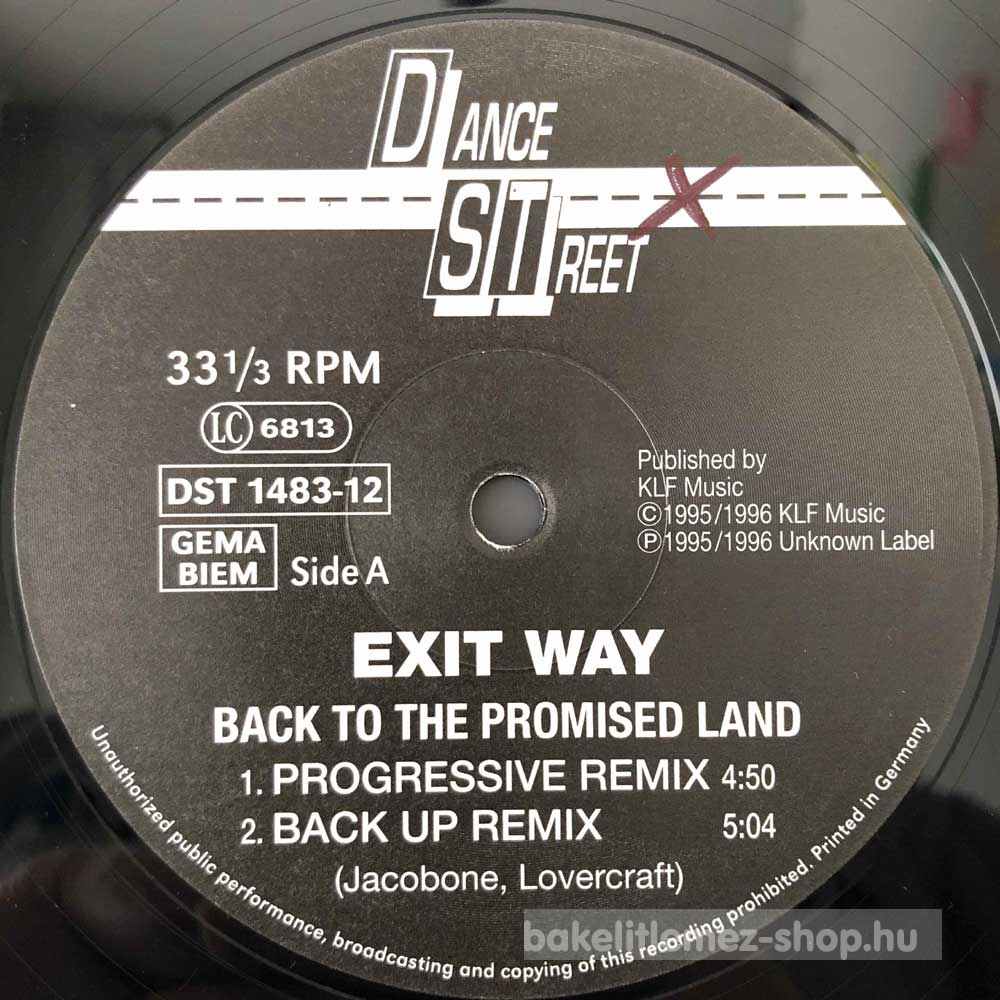 DANCE
STREET
X
33 1/3 RPM
LC 6813
DST 1483-12
GEMA
BIEM
Side A
Published by
KLF Music
©1995/1996 KLF Music
℗1995/1996 Unknown Label
EXIT WAY
BACK TO THE PROMISED LAND
1. PROGRESSIVE REMIX 4:50
2. BACK UP REMIX 5:04
(Jacobone, Lovercraft)
Unauthorized public performance, broadcasting and copying of this recording prohibited. Printed in Germany
bakelitlemez-shop.hu